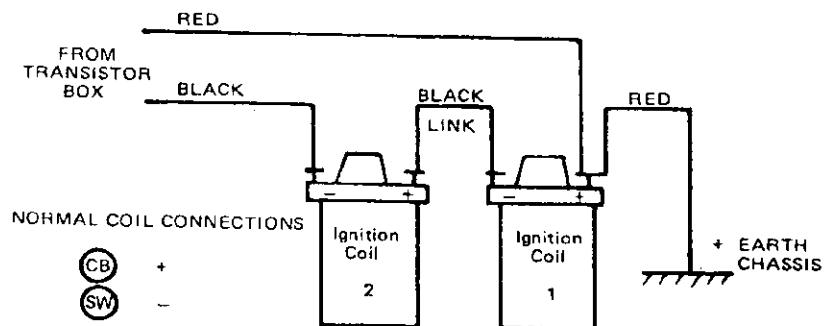 RED
FROM
TRANSISTOR
BOX
BLACK
BLACK
LINK
RED
− +
− +
NORMAL COIL CONNECTIONS
Ignition
Coil
2
Ignition
Coil
1
+ EARTH
CHASSIS
CB +
SW −